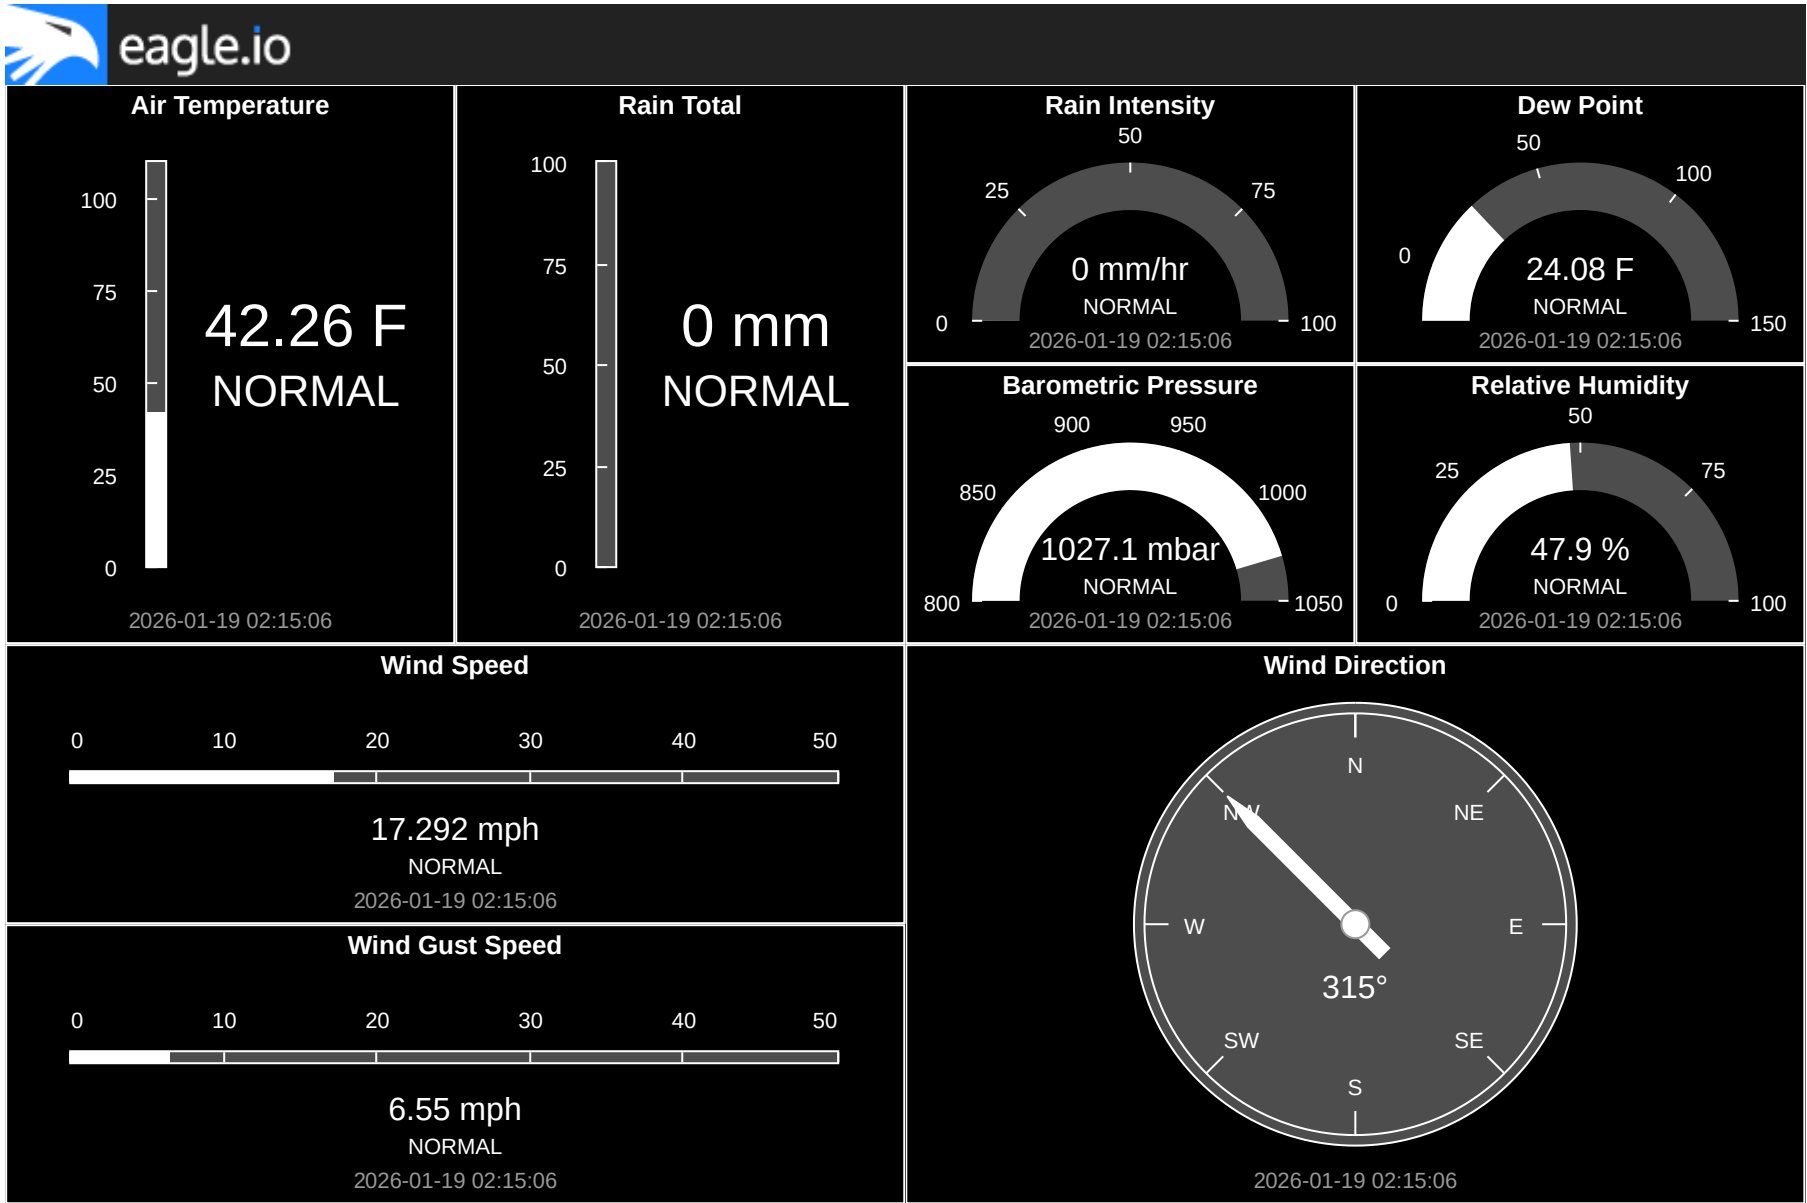 eagle.io
Air Temperature
100
75
50
25
0
42.26 F
NORMAL
2026-01-19 02:15:06
Rain Total
100
75
50
25
0
0 mm
NORMAL
2026-01-19 02:15:06
Rain Intensity
0
25
50
75
100
0 mm/hr
NORMAL
2026-01-19 02:15:06
Dew Point
0
50
100
150
24.08 F
NORMAL
2026-01-19 02:15:06
Barometric Pressure
800
850
900
950
1000
1050
1027.1 mbar
NORMAL
2026-01-19 02:15:06
Relative Humidity
0
25
50
75
100
47.9 %
NORMAL
2026-01-19 02:15:06
Wind Speed
0 10 20 30 40 50
17.292 mph
NORMAL
2026-01-19 02:15:06
Wind Gust Speed
0 10 20 30 40 50
6.55 mph
NORMAL
2026-01-19 02:15:06
Wind Direction
N
NW NE
W E
315°
SW SE
S
2026-01-19 02:15:06